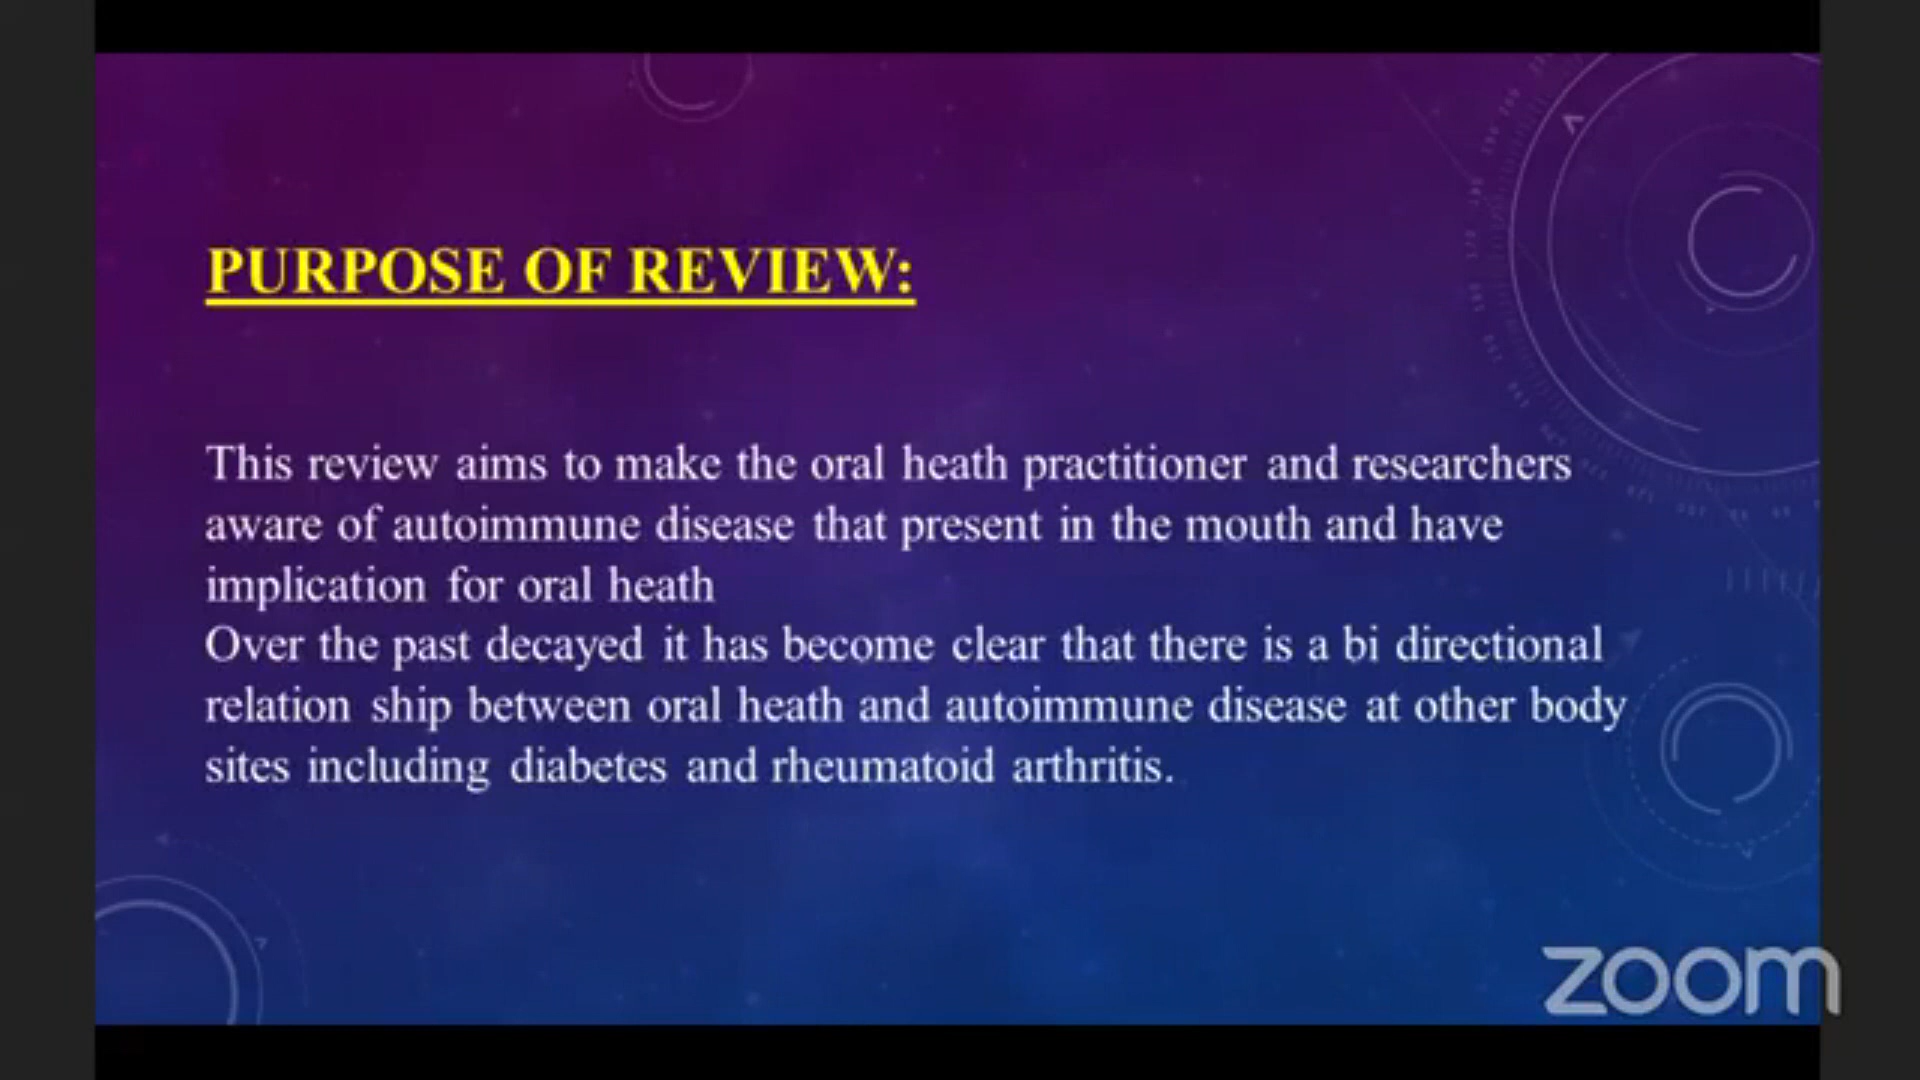 PURPOSE OF REVIEW:
This review aims to make the oral heath practitioner and researchers
aware of autoimmune disease that present in the mouth and have
implication for oral heath
Over the past decayed it has become clear that there is a bi directional
relation ship between oral heath and autoimmune disease at other body
sites including diabetes and rheumatoid arthritis.
zoom